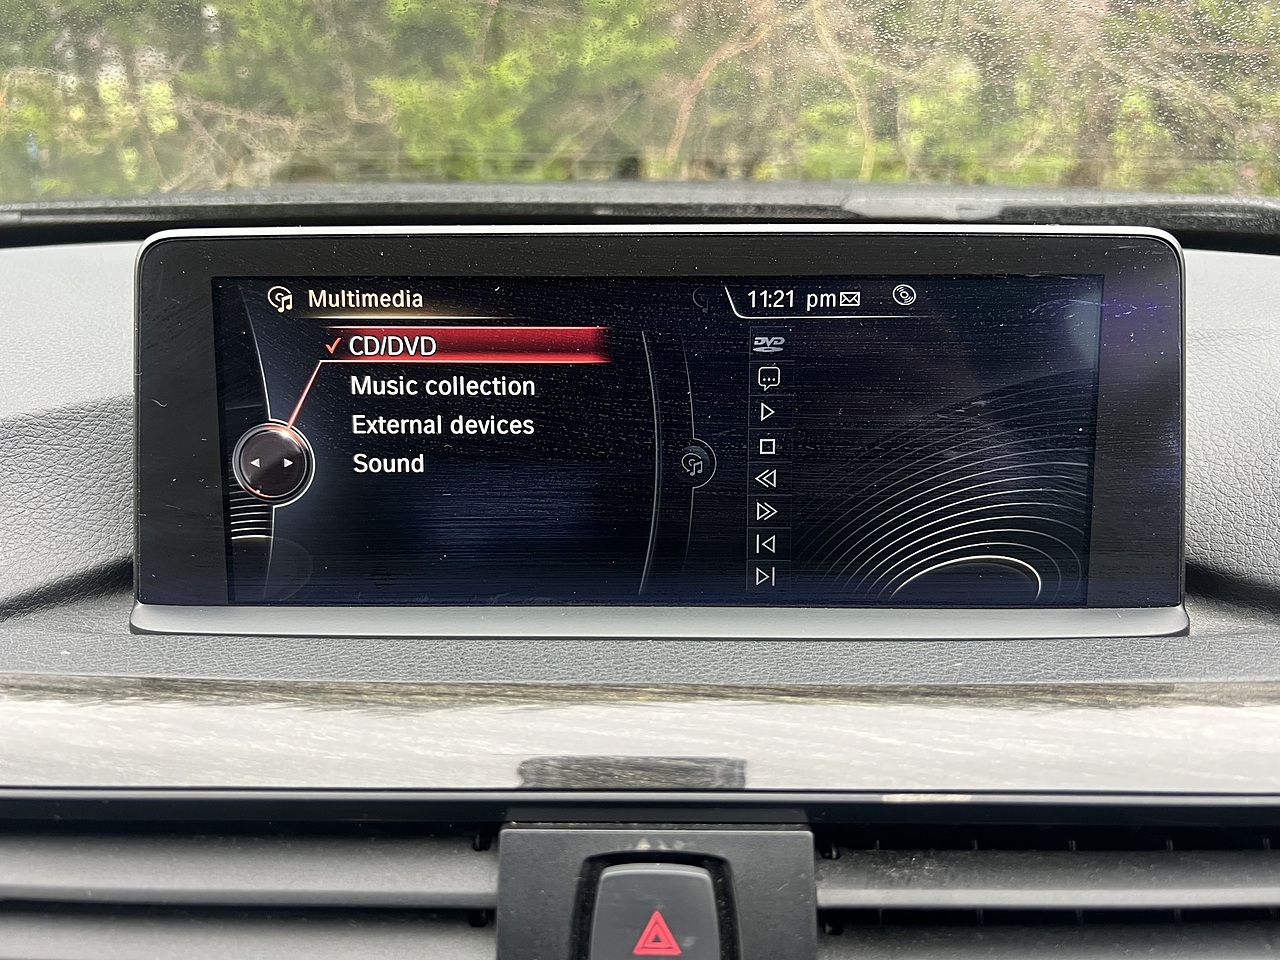 Multimedia
11:21 pm
CD/DVD
Music collection
External devices
Sound
DVD